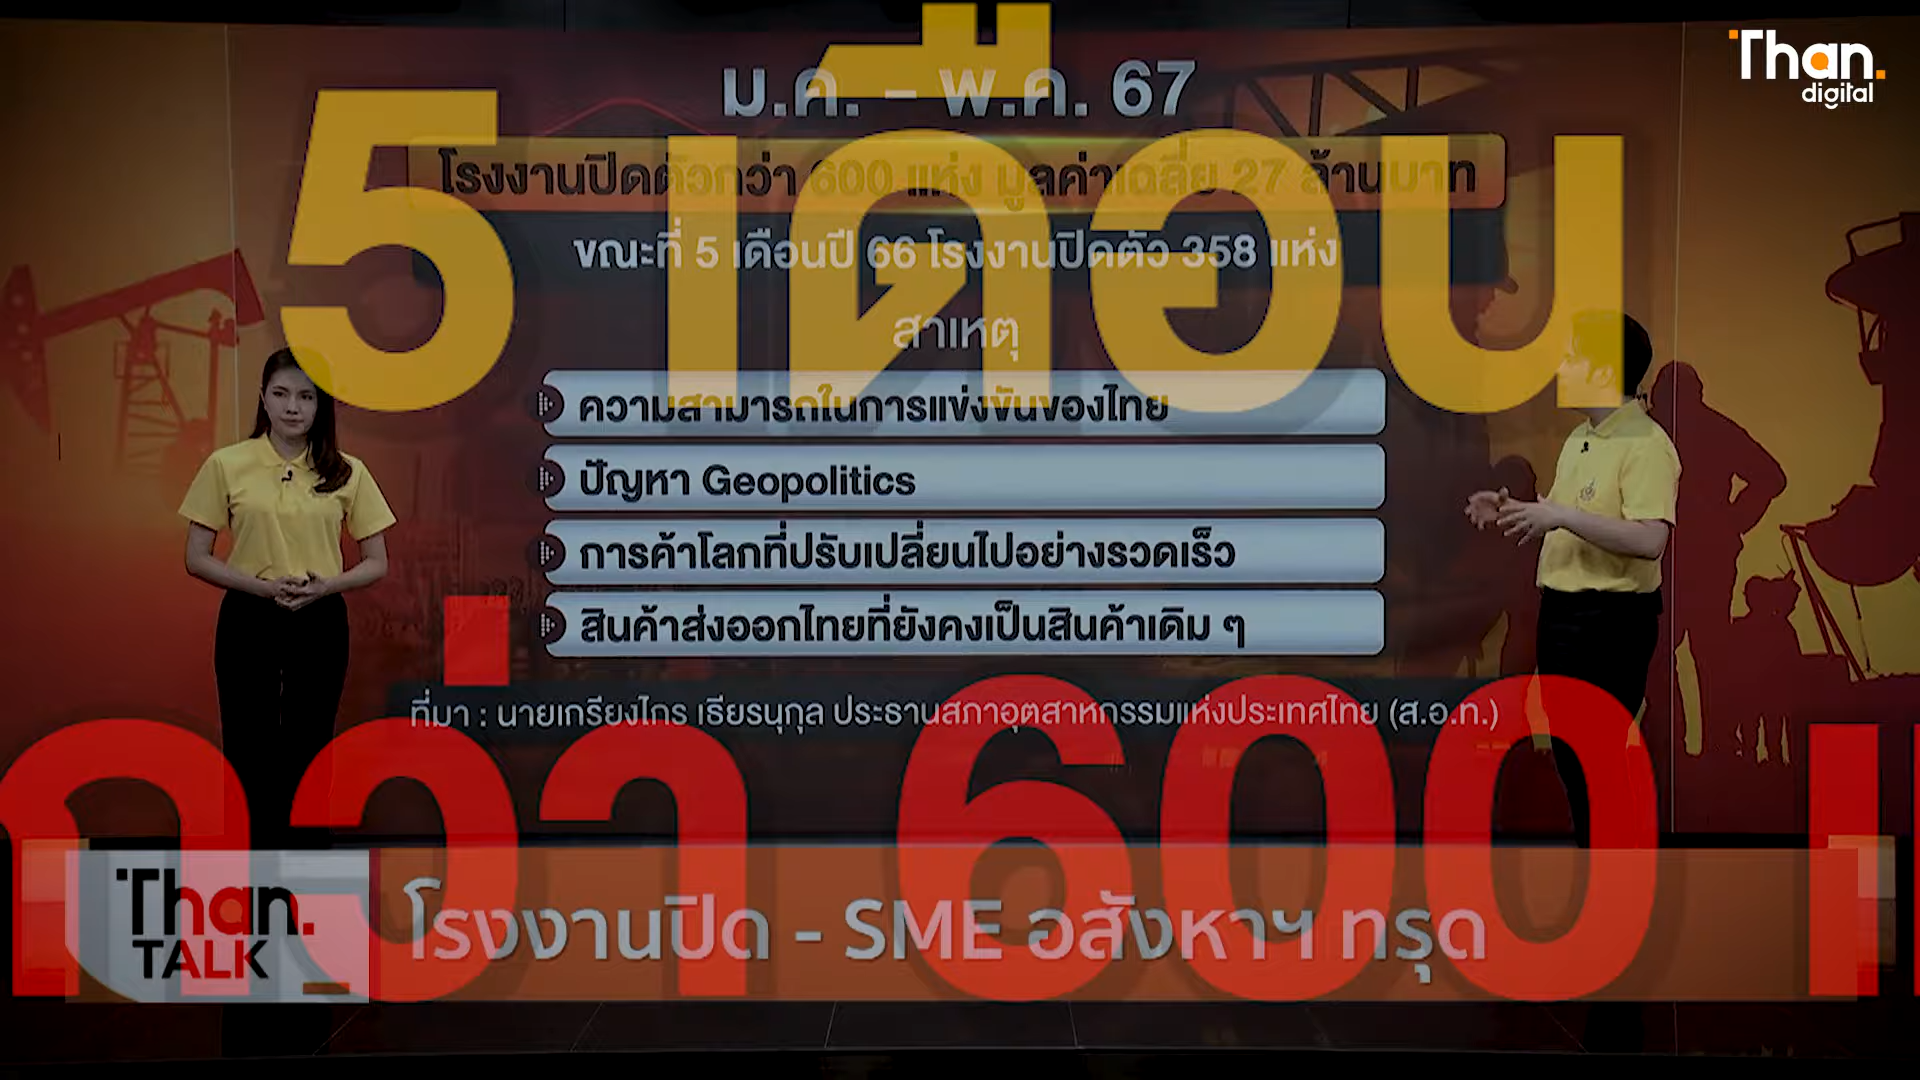 Than.
digital
ม.ค. - พ.ค. 67
5 เดือน
โรงงานปิดตัวกว่า 600 แห่ง มูลค่าเฉลี่ย 27 ล้านบาท
ขณะที่ 5 เดือนปี 66 โรงงานปิดตัว 358 แห่ง
สาเหตุ
ความสามารถในการแข่งขันของไทย
ปัญหา Geopolitics
การค้าโลกที่ปรับเปลี่ยนไปอย่างรวดเร็ว
สินค้าส่งออกไทยที่ยังคงเป็นสินค้าเดิม ๆ
ที่มา : นายเกรียงไกร เธียรนุกุล ประธานสภาอุตสาหกรรมแห่งประเทศไทย (ส.อ.ท.)
กว่า 600 แ
Than.
TALK
โรงงานปิด - SME อสังหาฯ ทรุด